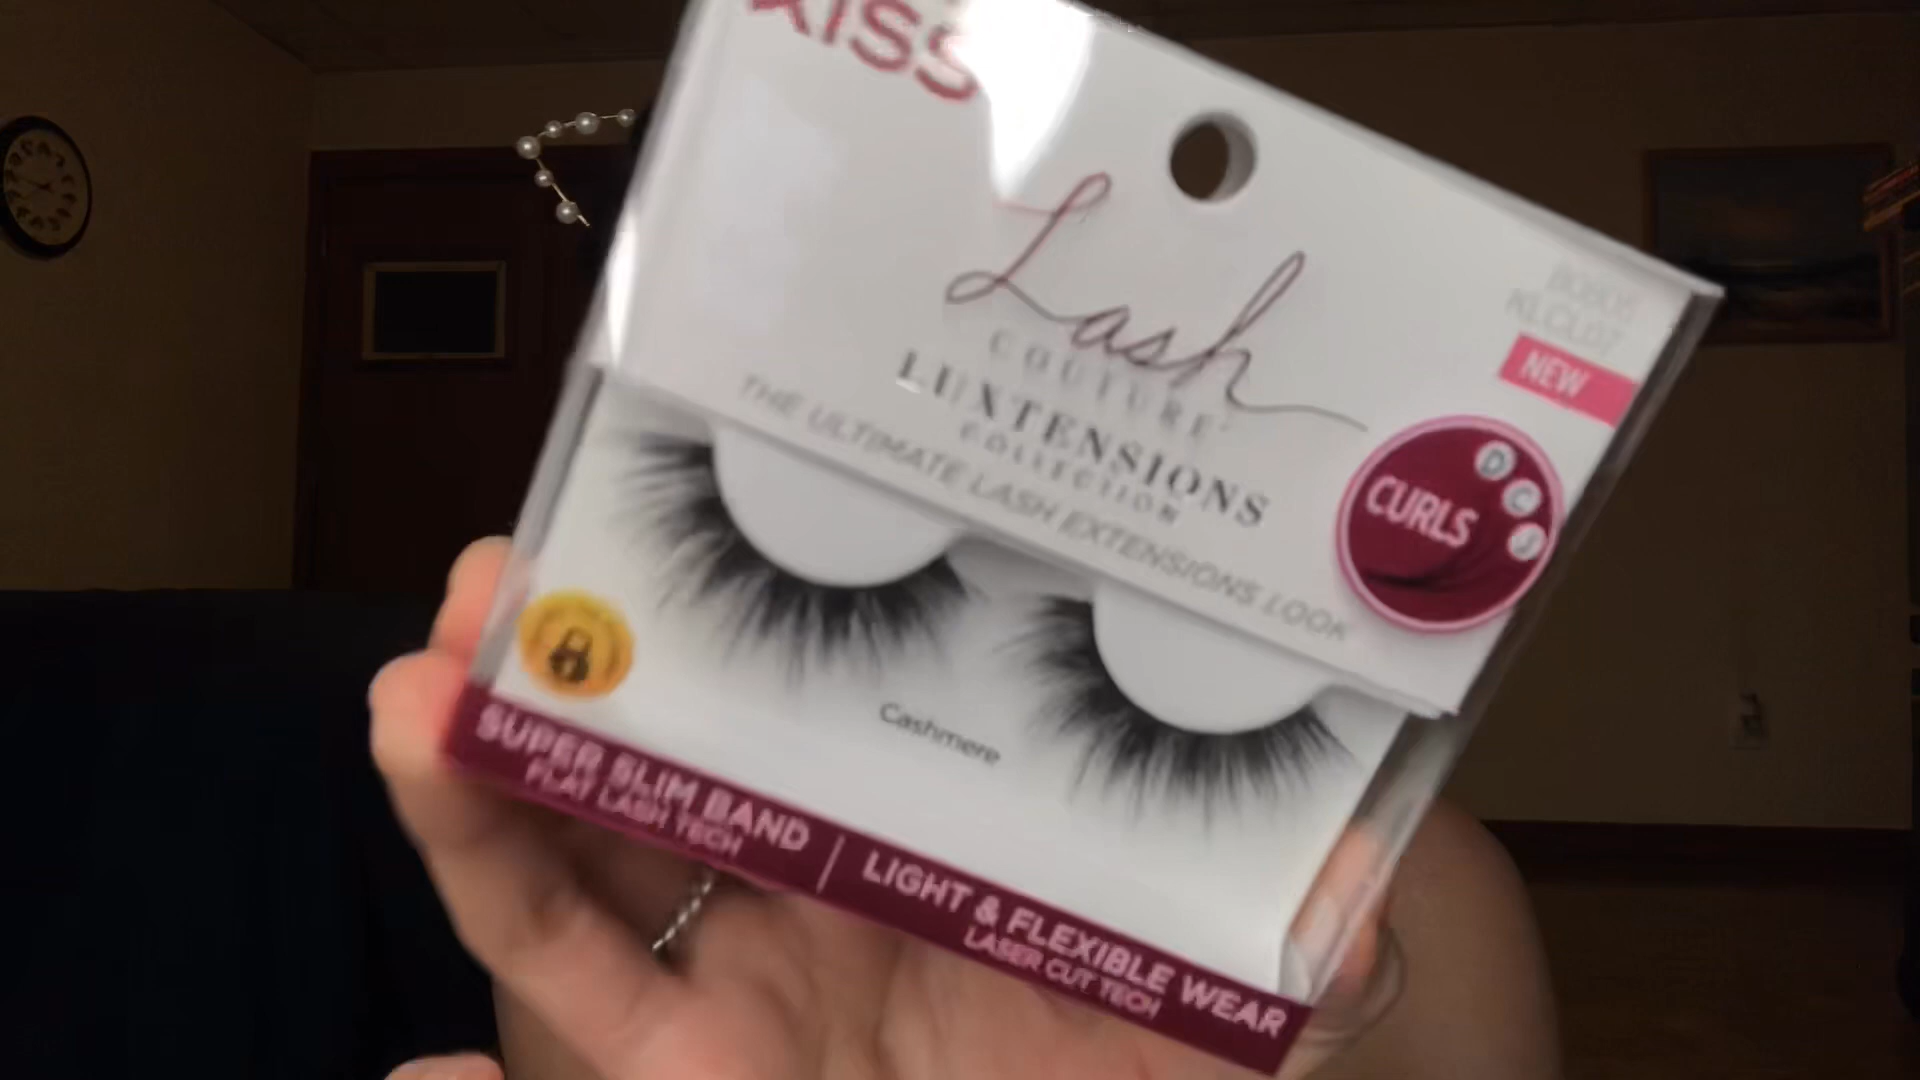 KISS
Lash
COUTURE
LUXTENSIONS
COLLECTION
THE ULTIMATE LASH EXTENSIONS LOOK
KLCL07
NEW
CURLS
D
C
J
Cashmere
SUPER SLIM BAND
FLAT LASH TECH
LIGHT & FLEXIBLE WEAR
LASER CUT TECH